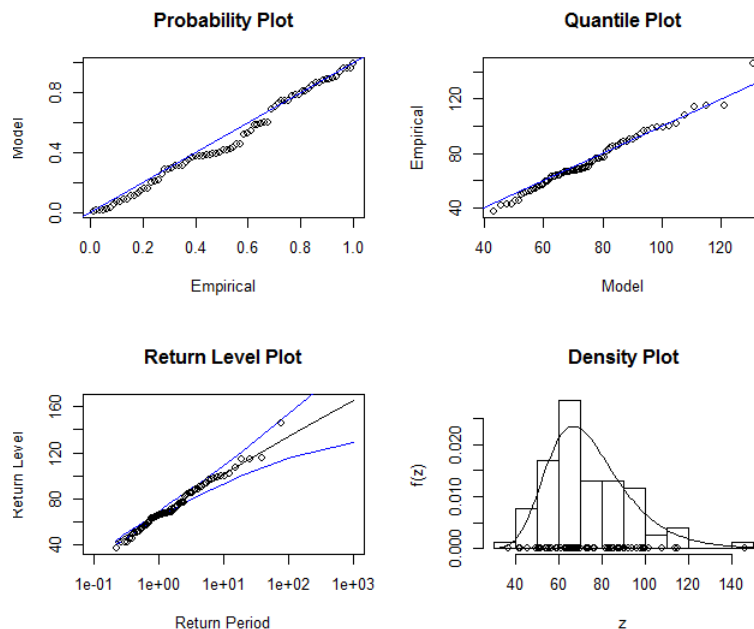 Probability Plot
Model
0.0 0.4 0.8
0.0 0.2 0.4 0.6 0.8 1.0
Empirical
Quantile Plot
Empirical
40 80 120
40 60 80 100 120
Model
Return Level Plot
Return Level
40 80 120 160
1e-01 1e+00 1e+01 1e+02 1e+03
Return Period
Density Plot
f(z)
0.000 0.010 0.020
40 60 80 100 120 140
z